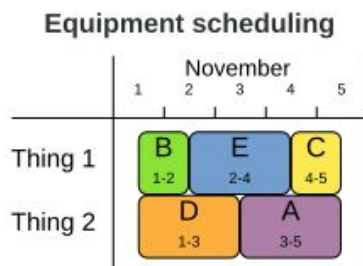 Equipment scheduling
November
1 2 3 4 5
Thing 1 B E C
1-2 2-4 4-5
Thing 2 D A
1-3 3-5